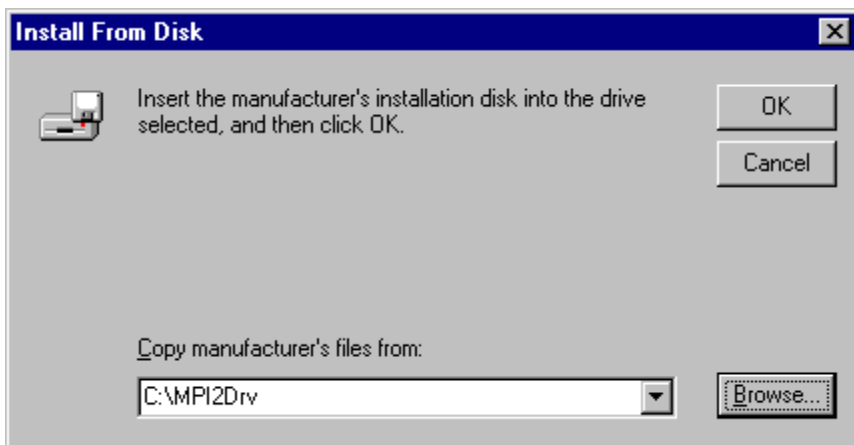 Install From Disk
Insert the manufacturer's installation disk into the drive
selected, and then click OK.
OK
Cancel
Copy manufacturer's files from:
C:\MPI2Drv
Browse...